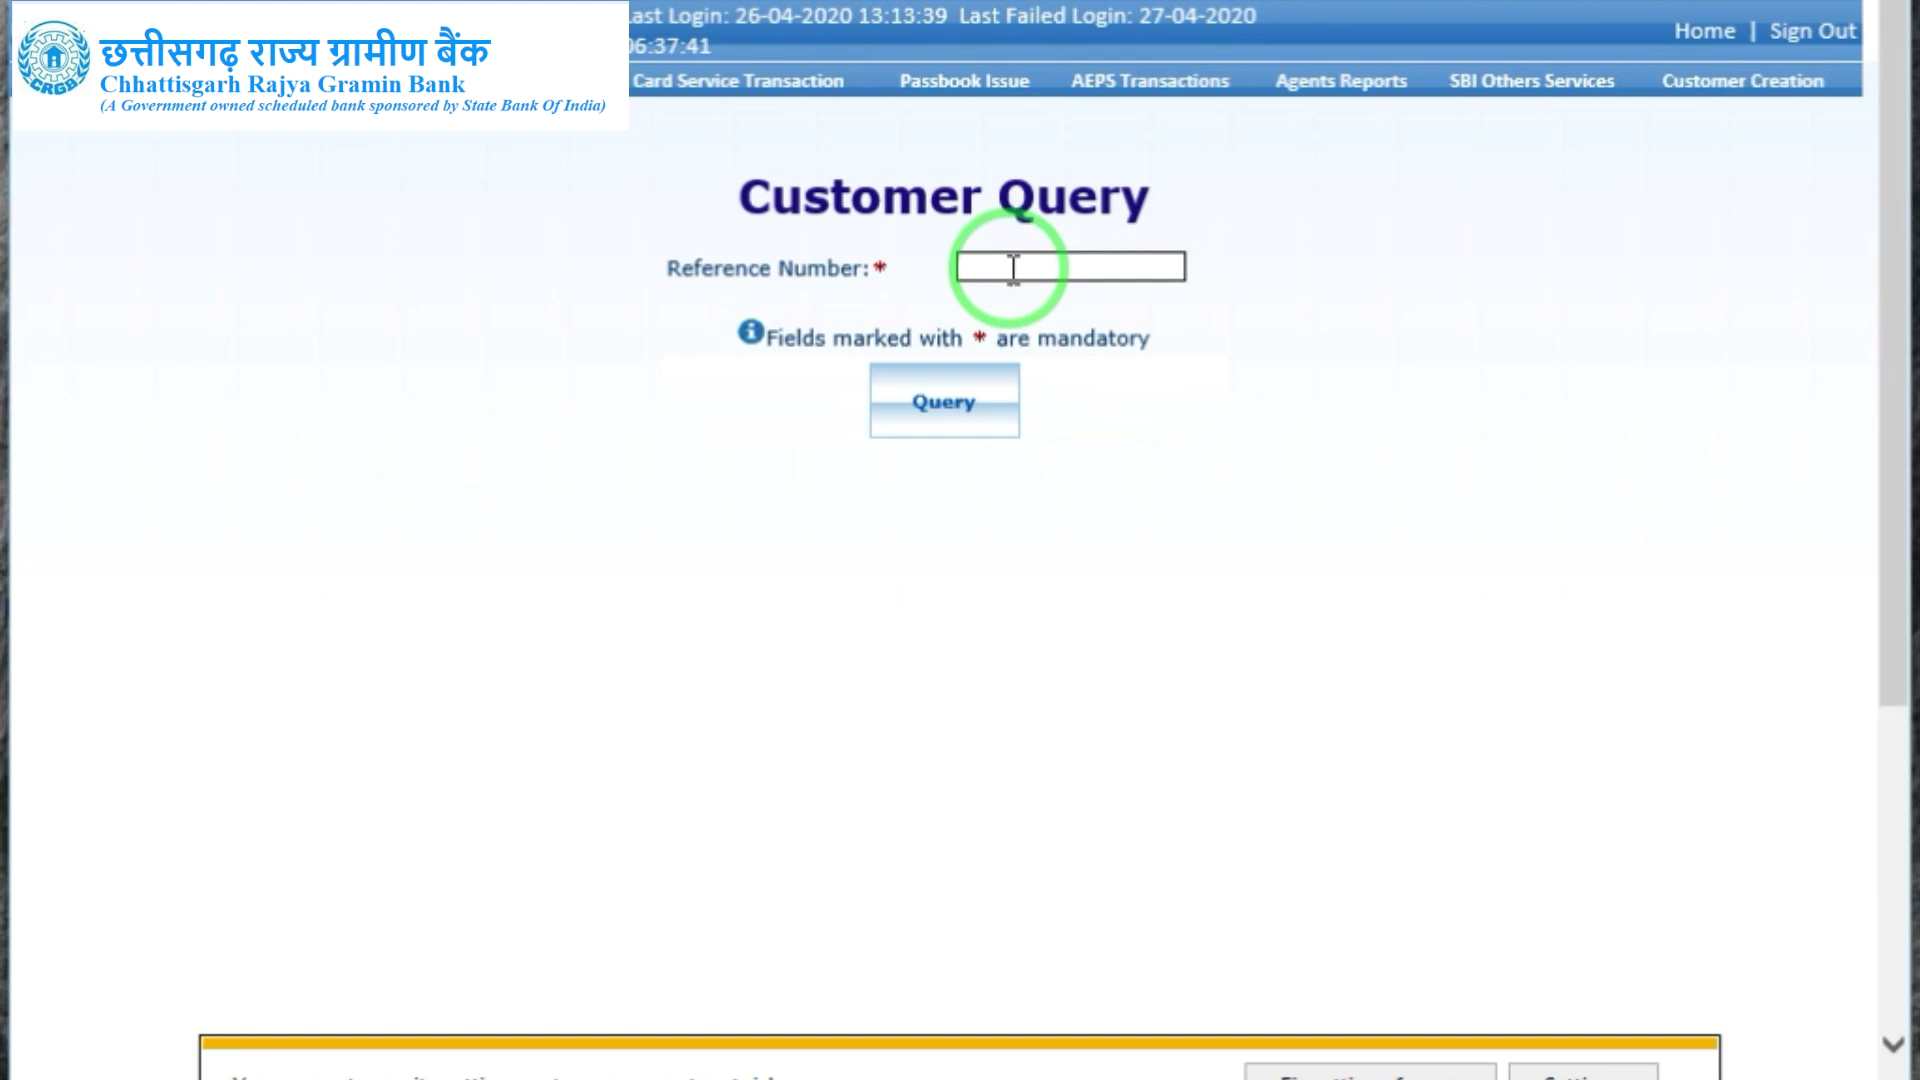 छत्तीसगढ़ राज्य ग्रामीण बैंक
Chhattisgarh Rajya Gramin Bank
(A Government owned scheduled bank sponsored by State Bank Of India)
CRGB
Last Login: 26-04-2020 13:13:39 Last Failed Login: 27-04-2020
06:37:41
Home | Sign Out
Card Service Transaction Passbook Issue AEPS Transactions Agents Reports SBI Others Services Customer Creation
Customer Query
Reference Number:*
Fields marked with * are mandatory
Query